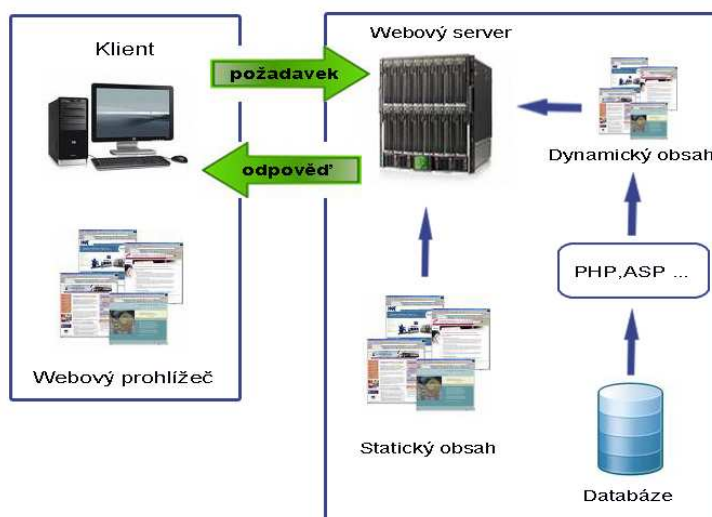 Klient
požadavek
odpověď
Webový prohlížeč
Webový server
Dynamický obsah
PHP,ASP ...
Statický obsah
Databáze